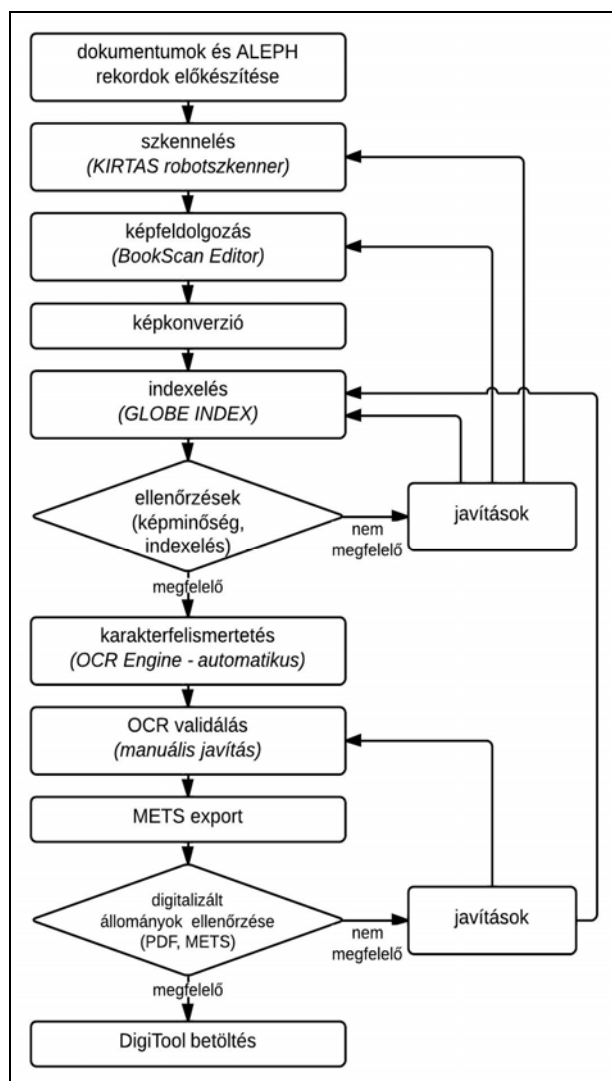 dokumentumok és ALEPH
rekordok előkészítése
szkennelés
(KIRTAS robotszkenner)
képfeldolgozás
(BookScan Editor)
képkonverzió
indexelés
(GLOBE INDEX)
ellenőrzések
(képminőség,
indexelés)
nem
megfelelő
javítások
megfelelő
karakterfelismertetés
(OCR Engine - automatikus)
OCR validálás
(manuális javítás)
METS export
digitalizált
állományok ellenőrzése
(PDF, METS)
nem
megfelelő
javítások
megfelelő
DigiTool betöltés